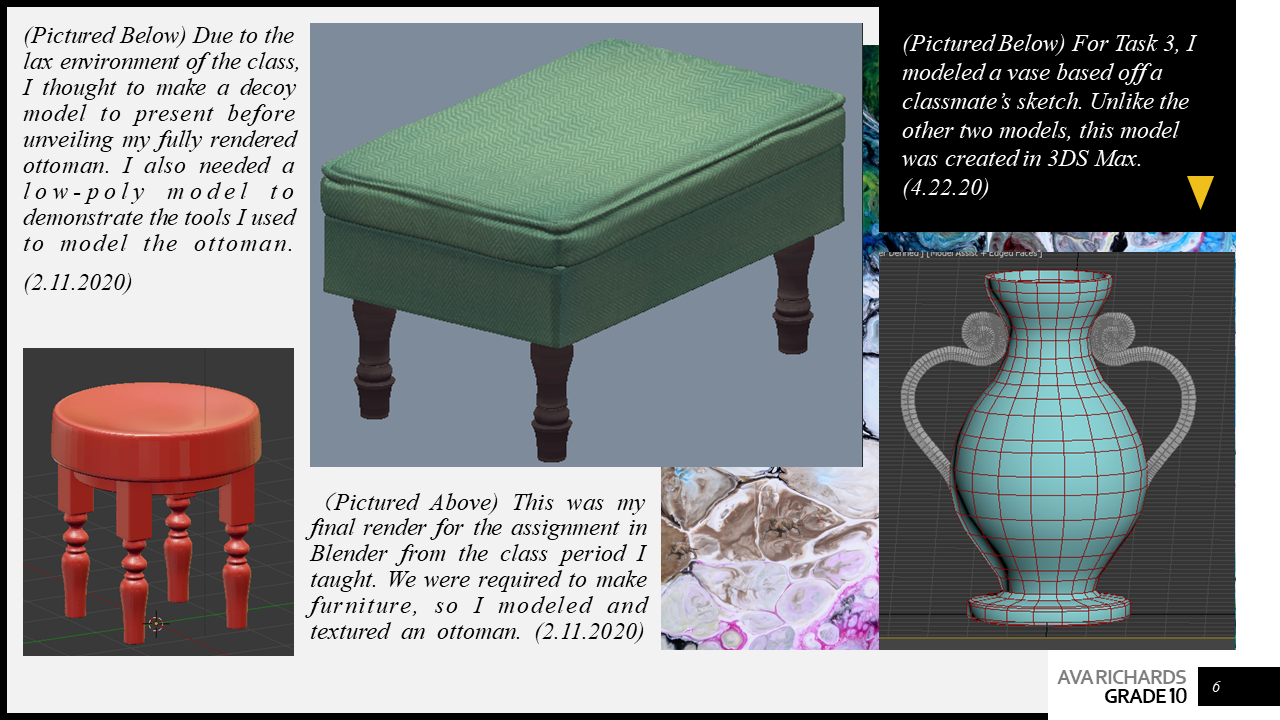 (Pictured Below) Due to the
lax environment of the class,
I thought to make a decoy
model to present before
unveiling my fully rendered
ottoman. I also needed a
low-poly model to
demonstrate the tools I used
to model the ottoman.
(2.11.2020)
(Pictured Above) This was my
final render for the assignment in
Blender from the class period I
taught. We were required to make
furniture, so I modeled and
textured an ottoman. (2.11.2020)
(Pictured Below) For Task 3, I
modeled a vase based off a
classmate’s sketch. Unlike the
other two models, this model
was created in 3DS Max.
(4.22.20)
[Model Assist + Edged Faces]
AVA RICHARDS
GRADE 10
6